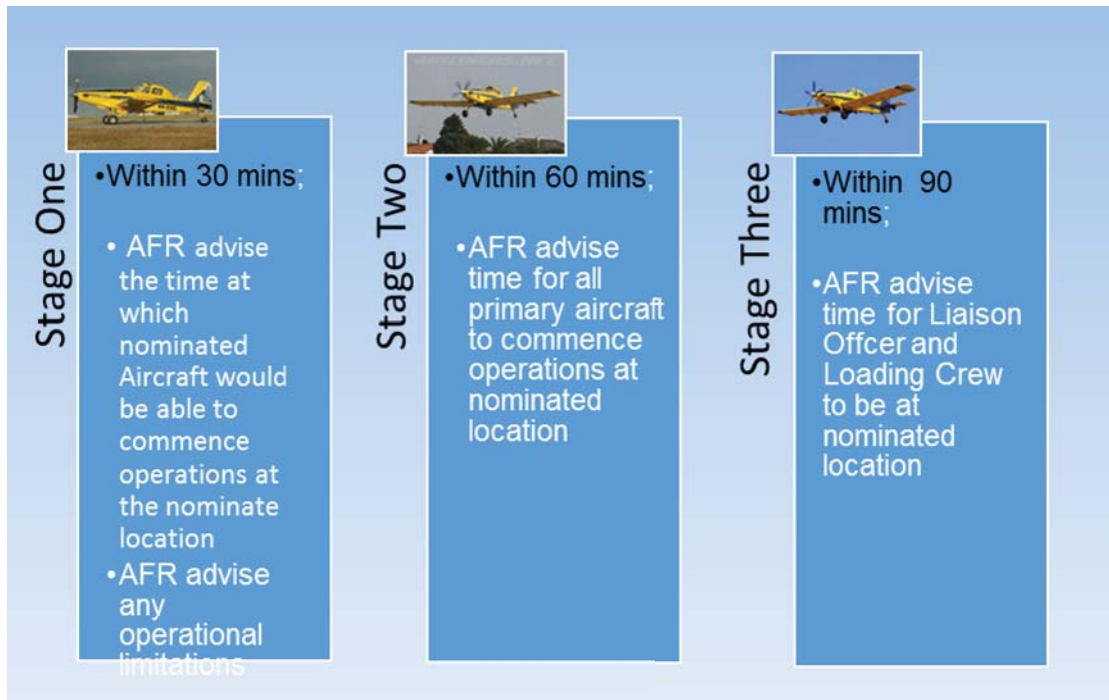 Stage One
•Within 30 mins;
• AFR advise
the time at
which
nominated
Aircraft would
be able to
commence
operations at
the nominate
location
•AFR advise
any
operational
limitations
Stage Two
•Within 60 mins;
•AFR advise
time for all
primary aircraft
to commence
operations at
nominated
location
Stage Three
•Within 90
mins;
•AFR advise
time for Liaison
Offcer and
Loading Crew
to be at
nominated
location